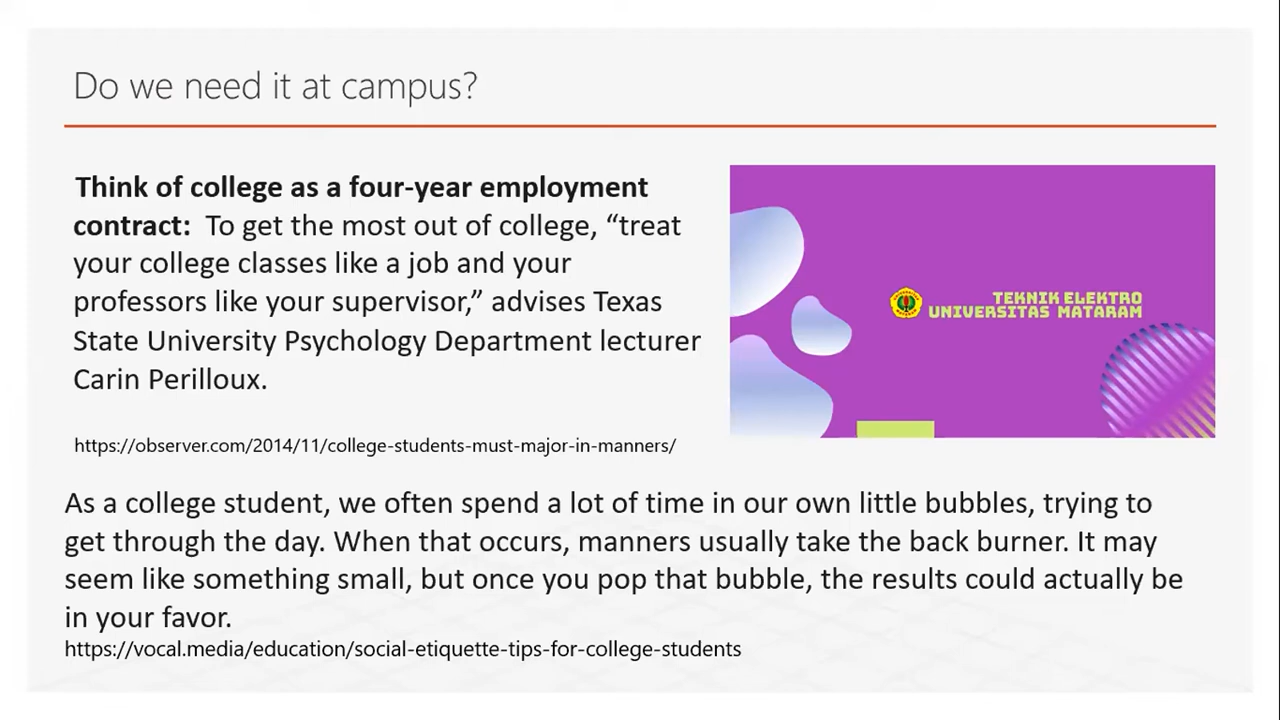 Do we need it at campus?
Think of college as a four-year employment
contract: To get the most out of college, “treat
your college classes like a job and your
professors like your supervisor,” advises Texas
State University Psychology Department lecturer
Carin Perilloux.
https://observer.com/2014/11/college-students-must-major-in-manners/
TEKNIK ELEKTRO
UNIVERSITAS MATARAM
As a college student, we often spend a lot of time in our own little bubbles, trying to
get through the day. When that occurs, manners usually take the back burner. It may
seem like something small, but once you pop that bubble, the results could actually be
in your favor.
https://vocal.media/education/social-etiquette-tips-for-college-students